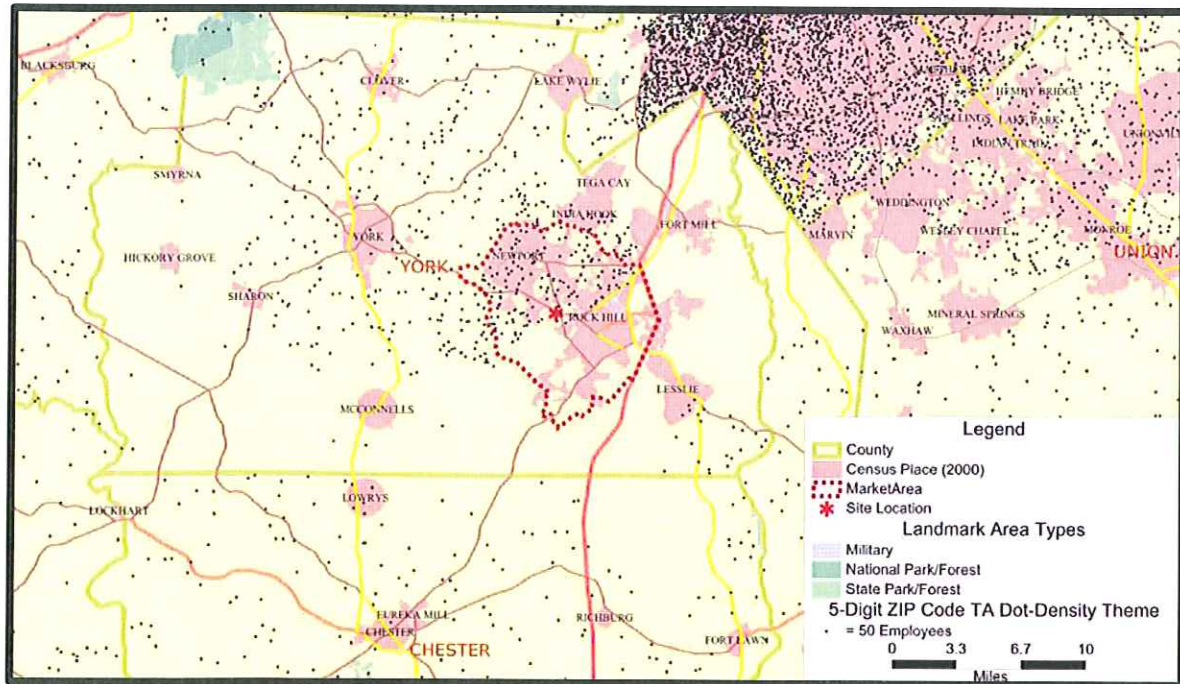 BLACKSBURG
CLOVER
LAKE WYLIE
HEMBY BRIDGE
STALLINGS
LAKE PARK
INDIAN TRAIL
SMYRNA
TEGA CAY
INDIA HOOK
WEDDINGTON
YORK
FORT MILL
MARVIN
WESLEY CHAPEL
MONROE
HICKORY GROVE
NEWPORT
YORK
UNION
SHARON
ROCK HILL
MINERAL SPRINGS
WAXHAW
LESSLIE
MCCONNELLS
LOWRYS
LOCKHART
EUREKA MILL
RICHBURG
CHESTER
FORT LAWN
CHESTER
Legend
County
Census Place (2000)
MarketArea
Site Location
Landmark Area Types
Military
National Park/Forest
State Park/Forest
5-Digit ZIP Code TA Dot-Density Theme
= 50 Employees
0 3.3 6.7 10
Miles